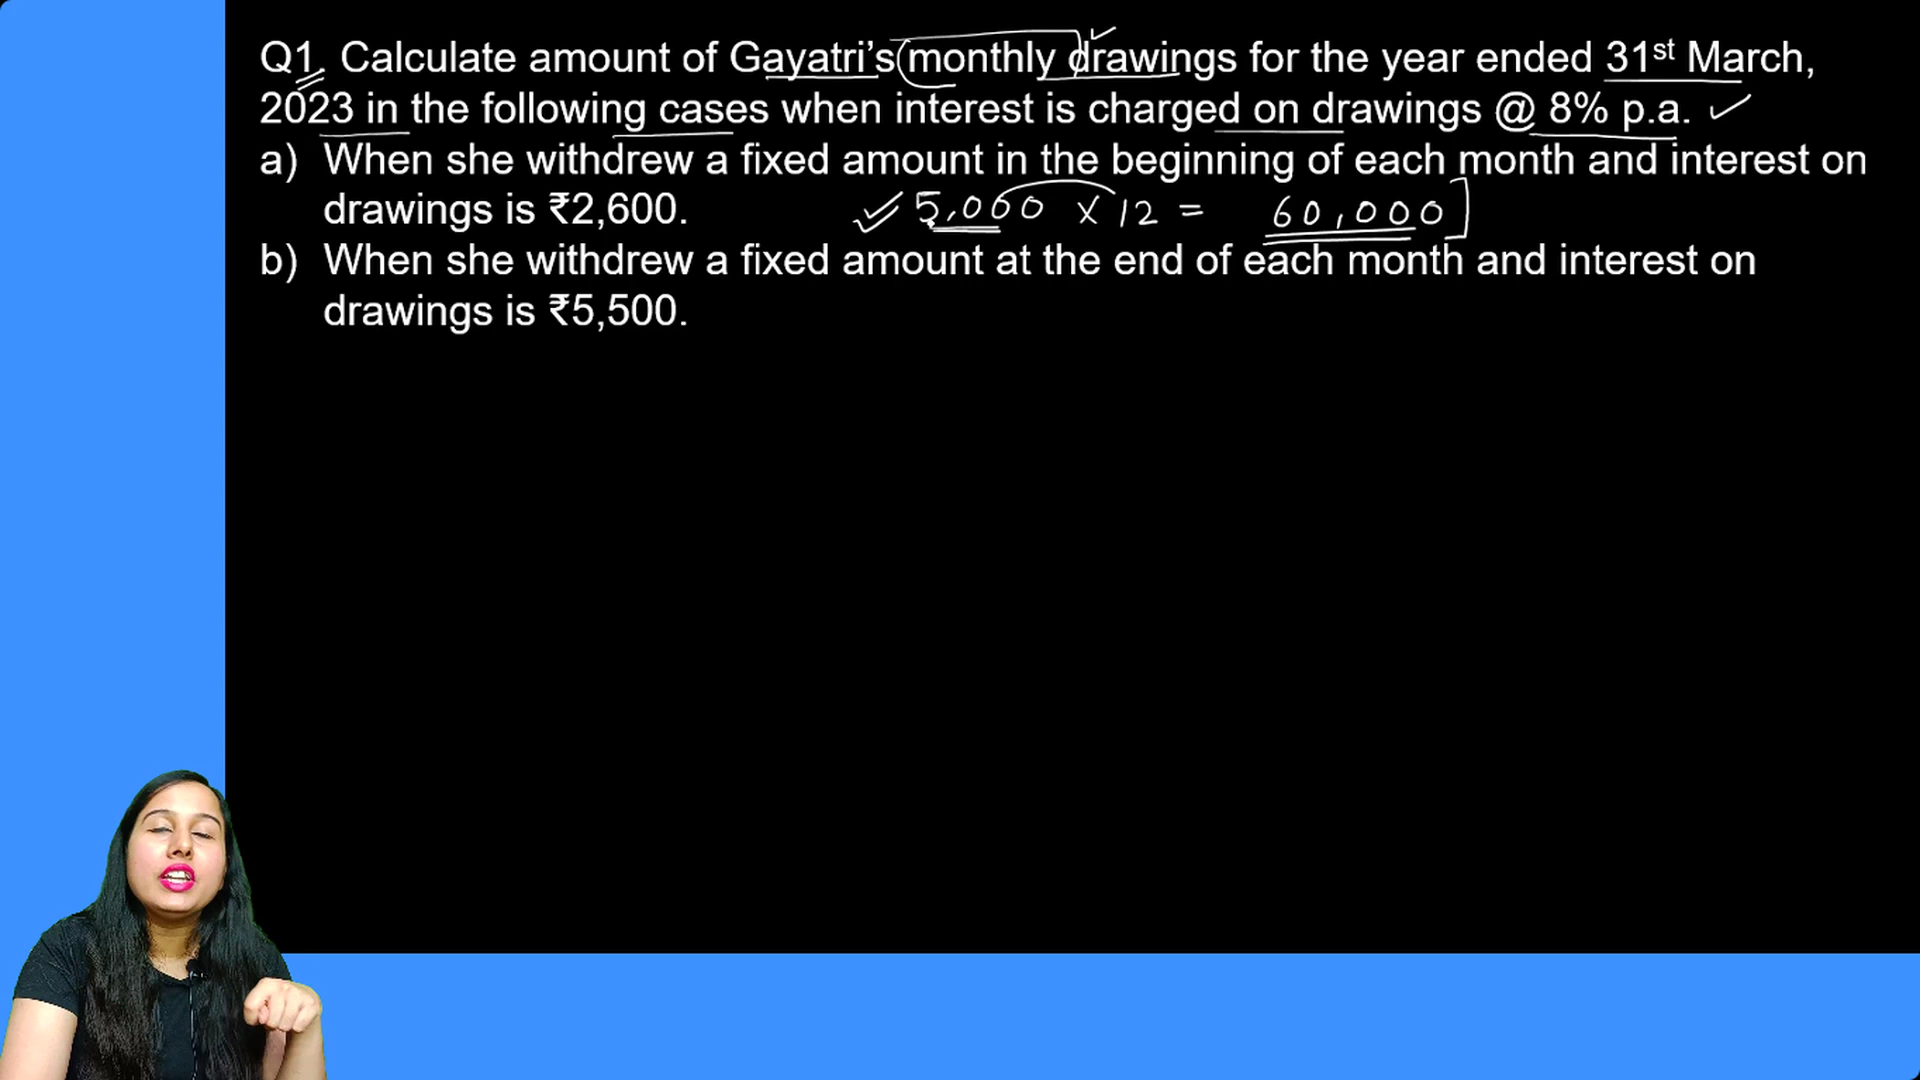 Q1. Calculate amount of Gayatri's monthly drawings for the year ended 31st March,
2023 in the following cases when interest is charged on drawings @ 8% p.a.
a) When she withdrew a fixed amount in the beginning of each month and interest on
drawings is ₹2,600. 5,000 × 12 = 60,000]
b) When she withdrew a fixed amount at the end of each month and interest on
drawings is ₹5,500.